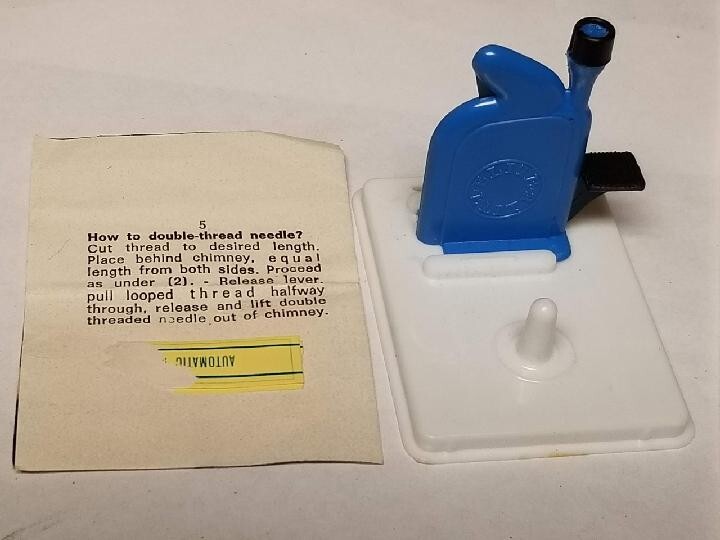 5
How to double-thread needle?
Cut thread to desired length.
Place behind chimney, equal
length from both sides. Proceed
as under (2). - Release lever,
pull looped thread halfway
through, release and lift double
threaded needle out of chimney.
AUTOMATIC